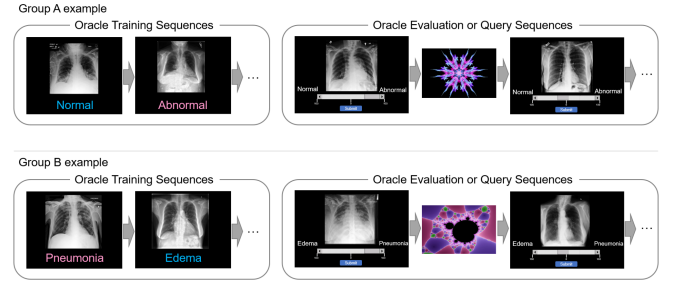 Group A example
Oracle Training Sequences
Oracle Evaluation or Query Sequences
Normal
Abnormal
...
Normal
Abnormal
Submit
Normal
Abnormal
Submit
...
Group B example
Oracle Training Sequences
Oracle Evaluation or Query Sequences
Pneumonia
Edema
...
Edema
Pneumonia
Submit
Edema
Pneumonia
Submit
...